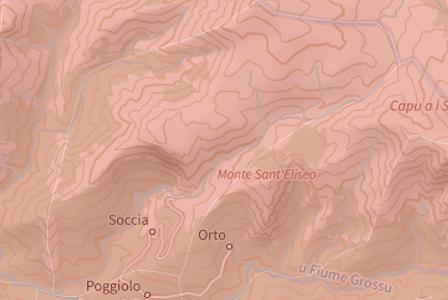 Capu a i S
Monte Sant'Eliseo
Soccia
Orto
u Fiume Grossu
Poggiolo